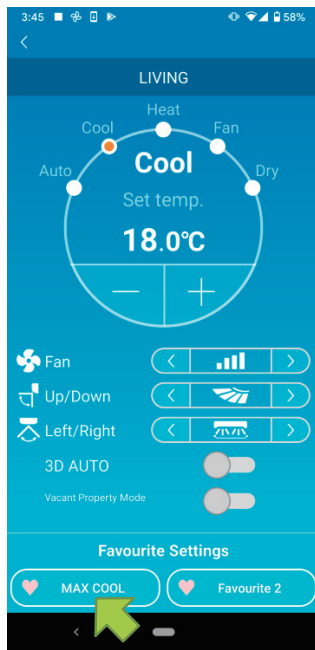 3:45 58%
LIVING
Heat
Cool Fan
Auto Cool Dry
Set temp.
18.0°C
Fan
Up/Down
Left/Right
3D AUTO
Vacant Property Mode
Favourite Settings
MAX COOL Favourite 2